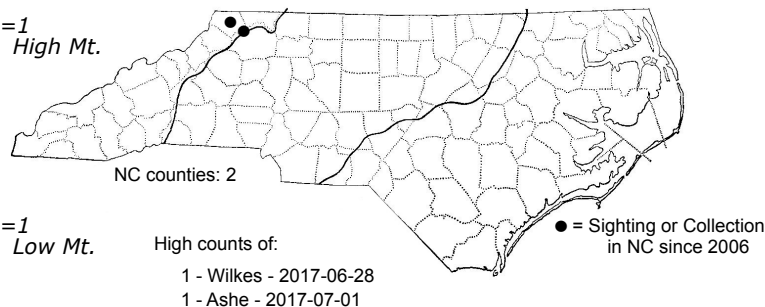 =1
High Mt.
NC counties: 2
=1
Low Mt.
High counts of:
1 - Wilkes - 2017-06-28
1 - Ashe - 2017-07-01
● = Sighting or Collection
in NC since 2006